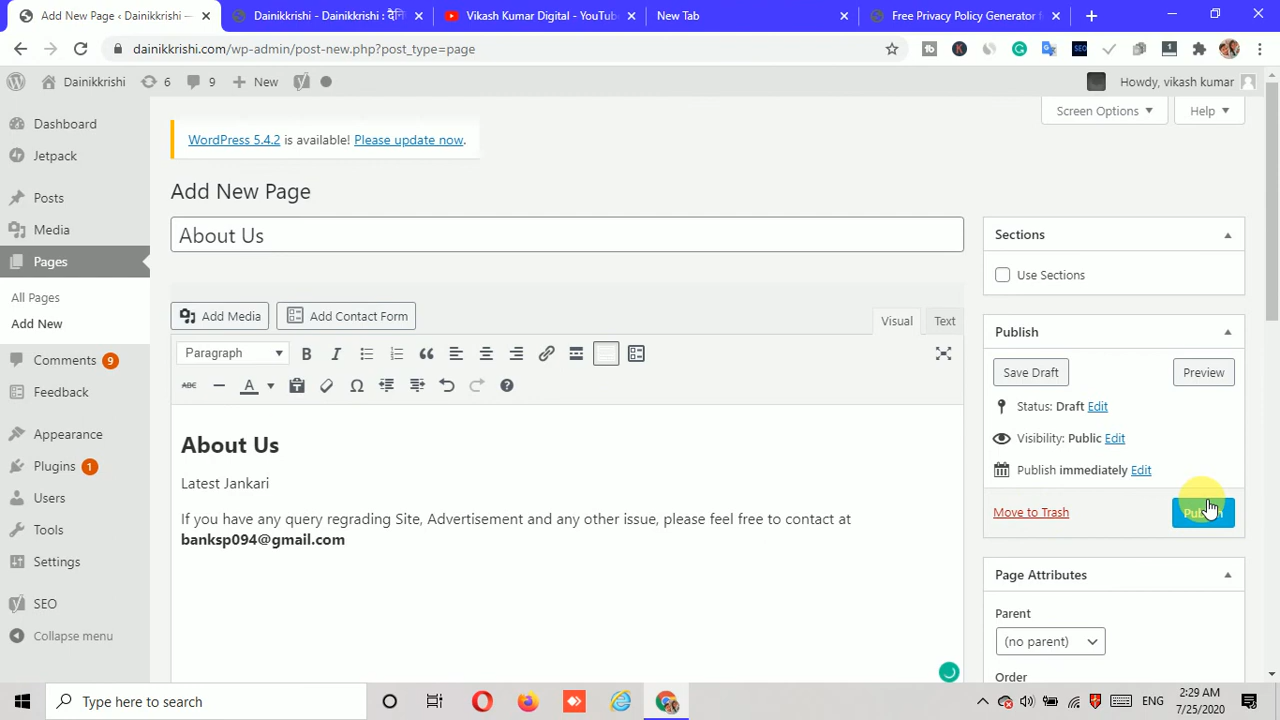 Add New Page ‹ Dainikkrishi —
Dainikkrishi - Dainikkrishi : दैनि
Vikash Kumar Digital - YouTube
New Tab
Free Privacy Policy Generator fo
dainikkrishi.com/wp-admin/post-new.php?post_type=page
Dainikkrishi 6 9 New
Howdy, vikash kumar
Screen Options
Help
Dashboard
Jetpack
Posts
Media
Pages
All Pages
Add New
Comments 9
Feedback
Appearance
Plugins 1
Users
Tools
Settings
SEO
Collapse menu
WordPress 5.4.2 is available! Please update now.
Add New Page
About Us
Add Media
Add Contact Form
Visual
Text
Paragraph
About Us
Latest Jankari
If you have any query regrading Site, Advertisement and any other issue, please feel free to contact at
banksp094@gmail.com
Sections
Use Sections
Publish
Save Draft
Preview
Status: Draft Edit
Visibility: Public Edit
Publish immediately Edit
Move to Trash
Publish
Page Attributes
Parent
(no parent)
Order
Type here to search
ENG
2:29 AM
7/25/2020